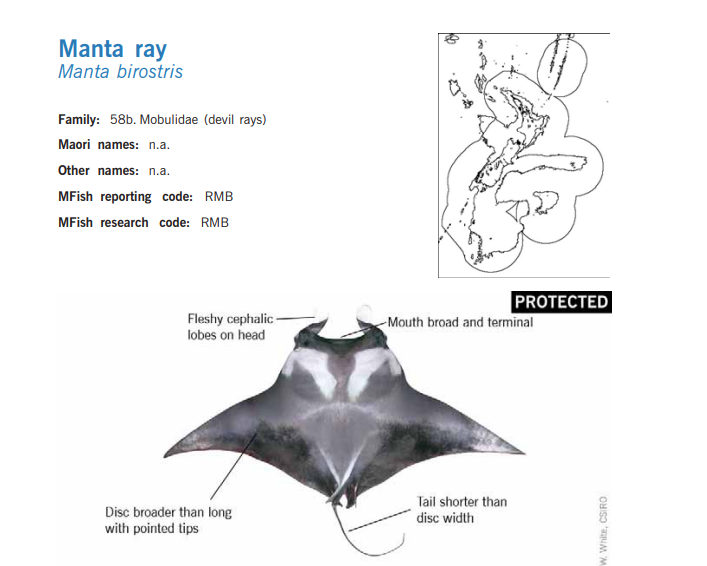 Manta ray
Manta birostris
Family: 58b. Mobulidae (devil rays)
Maori names: n.a.
Other names: n.a.
MFish reporting code: RMB
MFish research code: RMB
PROTECTED
Fleshy cephalic
lobes on head
Mouth broad and terminal
Disc broader than long
with pointed tips
Tail shorter than
disc width
W. White, CSIRO